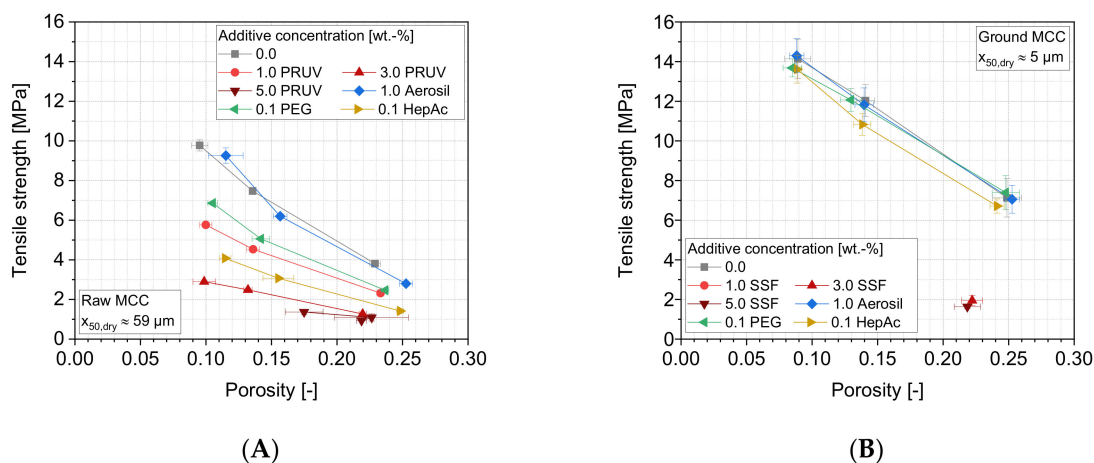 16
14
12
10
8
6
4
2
0
Tensile strength [MPa]
Additive concentration [wt.-%]
0.0
1.0 PRUV 3.0 PRUV
5.0 PRUV 1.0 Aerosil
0.1 PEG 0.1 HepAc
Raw MCC
x50,dry ≈ 59 µm
0.00 0.05 0.10 0.15 0.20 0.25 0.30
Porosity [-]
(A)
16
14
12
10
8
6
4
2
0
Tensile strength [MPa]
Ground MCC
x50,dry ≈ 5 µm
Additive concentration [wt.-%]
0.0
1.0 SSF 3.0 SSF
5.0 SSF 1.0 Aerosil
0.1 PEG 0.1 HepAc
0.00 0.05 0.10 0.15 0.20 0.25 0.30
Porosity [-]
(B)